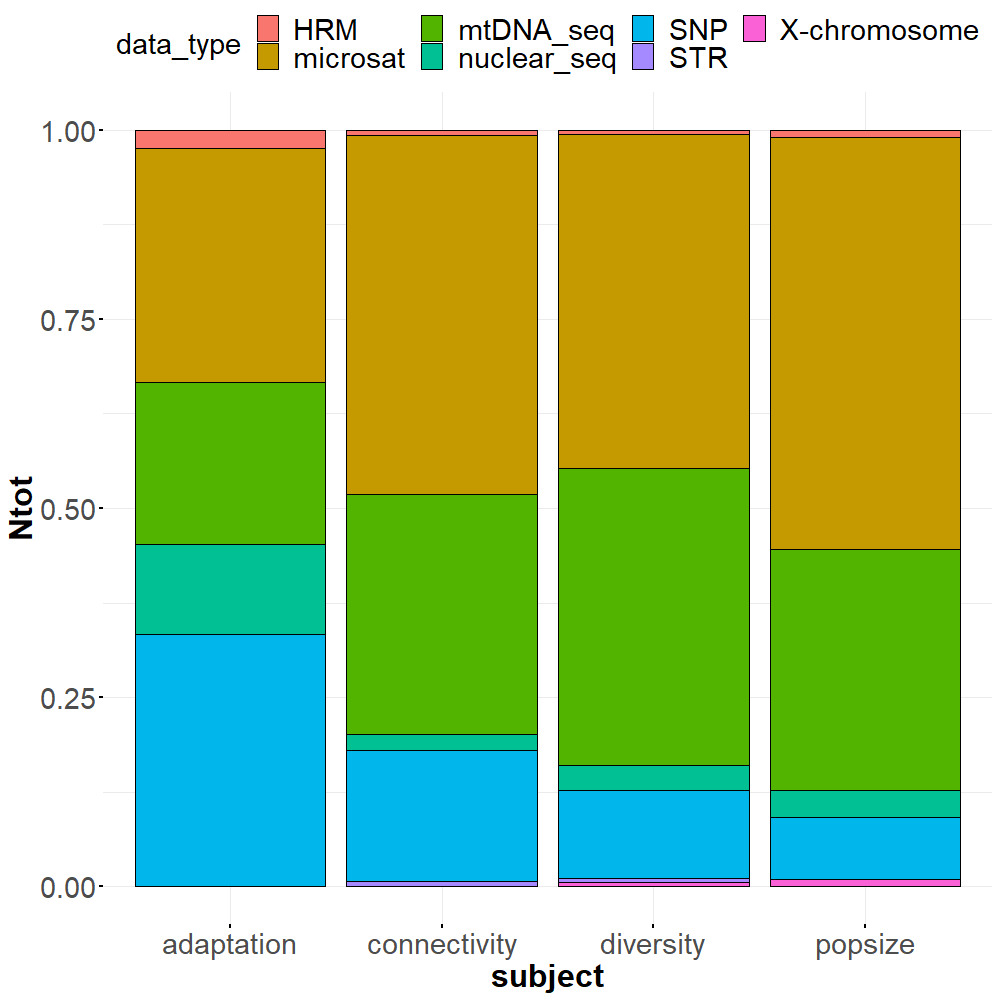 data_type HRM mtDNA_seq SNP X-chromosome
microsat nuclear_seq STR
1.00
0.75
0.50
0.25
0.00
Ntot
adaptation connectivity diversity popsize
subject